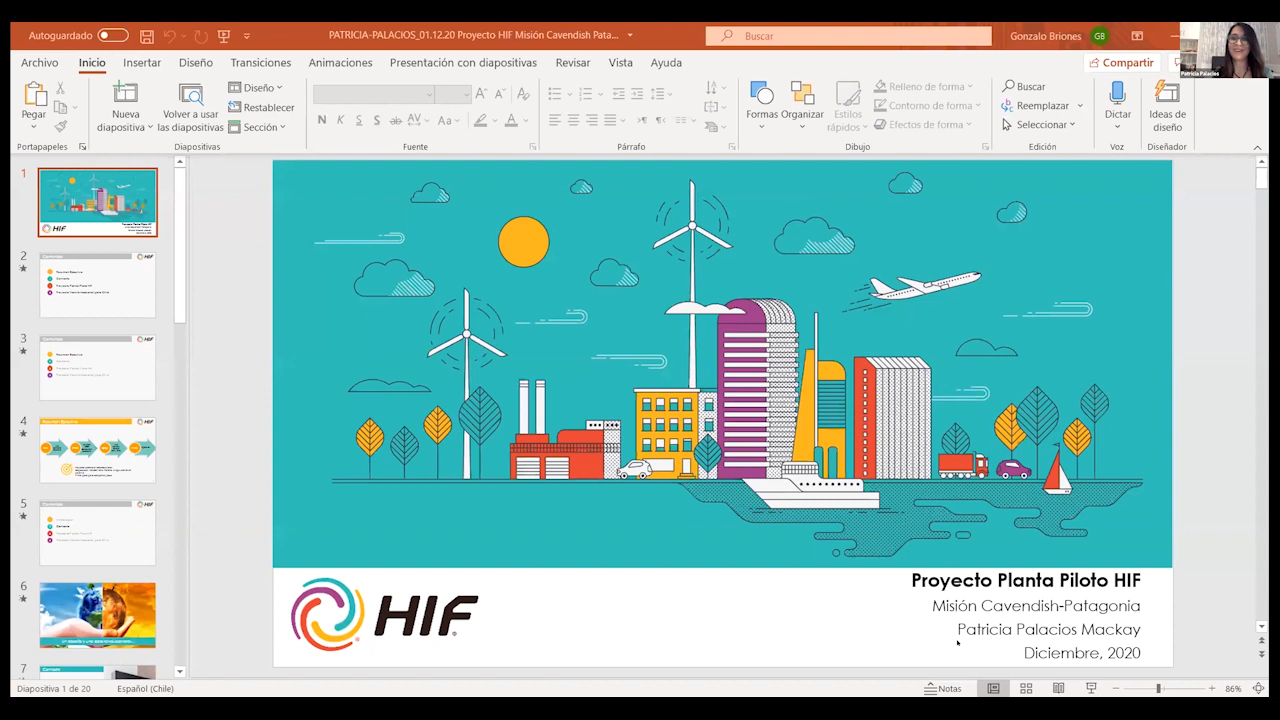 Autoguardado
PATRICIA-PALACIOS_01.12.20 Proyecto HIF Misión Cavendish Pata...
Buscar
Gonzalo Briones
GB
Patricia Palacios
Archivo
Inicio
Insertar
Diseño
Transiciones
Animaciones
Presentación con diapositivas
Revisar
Vista
Ayuda
Compartir
Pegar
Nueva diapositiva
Volver a usar las diapositivas
Diseño
Restablecer
Sección
Formas
Organizar
Estilos rápidos
Relleno de forma
Contorno de forma
Efectos de forma
Buscar
Reemplazar
Seleccionar
Dictar
Ideas de diseño
Portapapeles
Diapositivas
Fuente
Párrafo
Dibujo
Edición
Voz
Diseñador
1
HIF
2
HIF
3
HIF
4
5
HIF
6
7
HIF
Proyecto Planta Piloto HIF
Misión Cavendish-Patagonia
Patricia Palacios Mackay
Diciembre, 2020
Diapositiva 1 de 20
Español (Chile)
Notas
86%